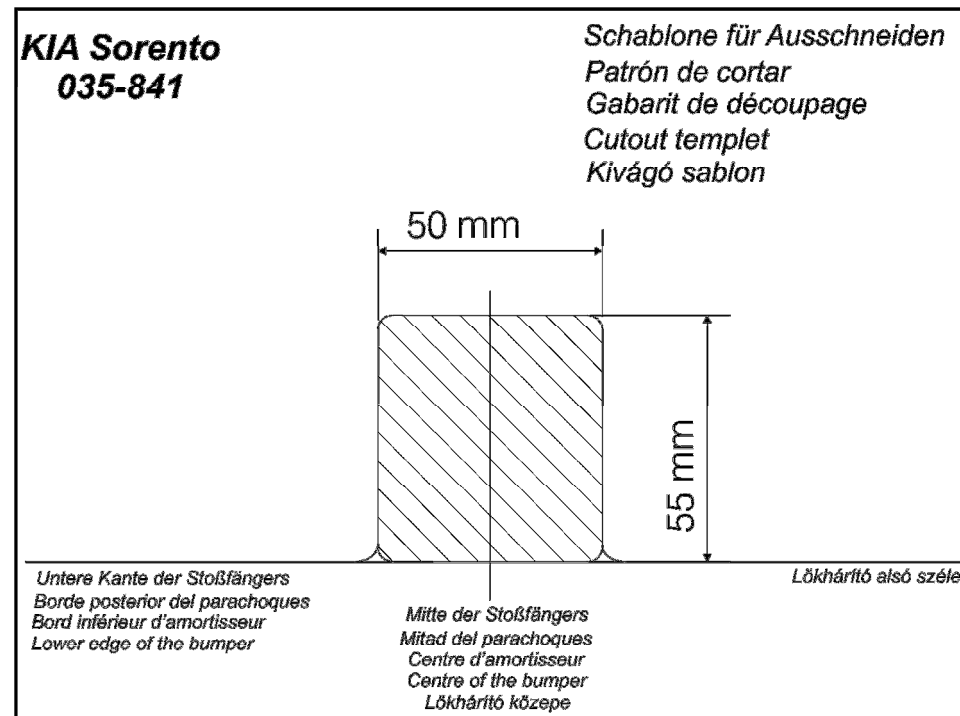 KIA Sorento
035-841
Schablone für Ausschneiden
Patrón de cortar
Gabarit de découpage
Cutout templet
Kivágó sablon
50 mm
55 mm
Untere Kante der Stoßfängers
Borde posterior del parachoques
Bord inférieur d'amortisseur
Lower edge of the bumper
Lökhárító alsó széle
Mitte der Stoßfängers
Mitad del parachoques
Centre d'amortisseur
Centre of the bumper
Lökhárító közepe